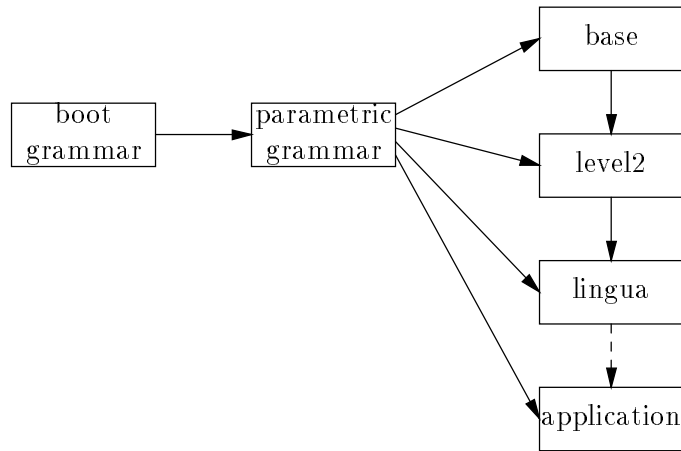 boot
grammar
parametric
grammar
base
level2
lingua
application